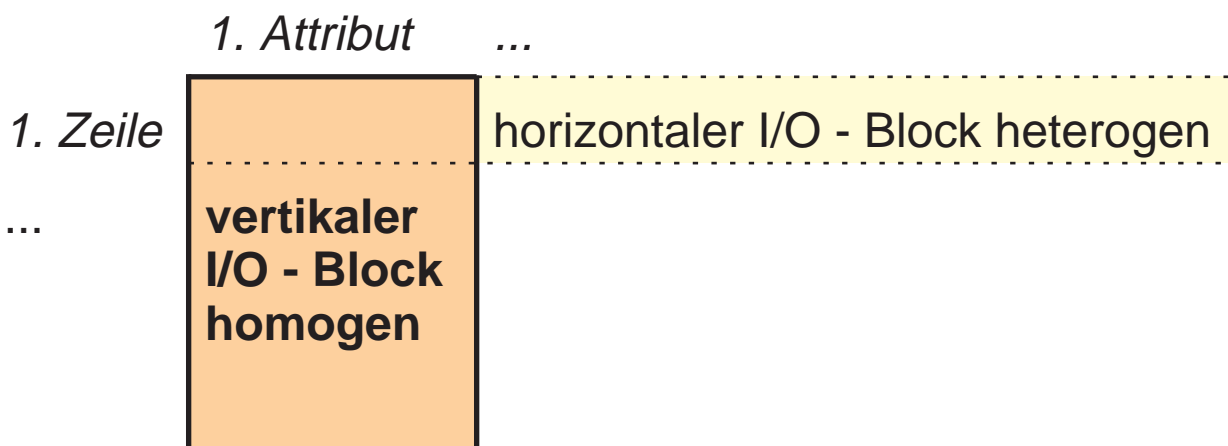 1. Attribut ...
1. Zeile horizontaler I/O - Block heterogen
... vertikaler
I/O - Block
homogen